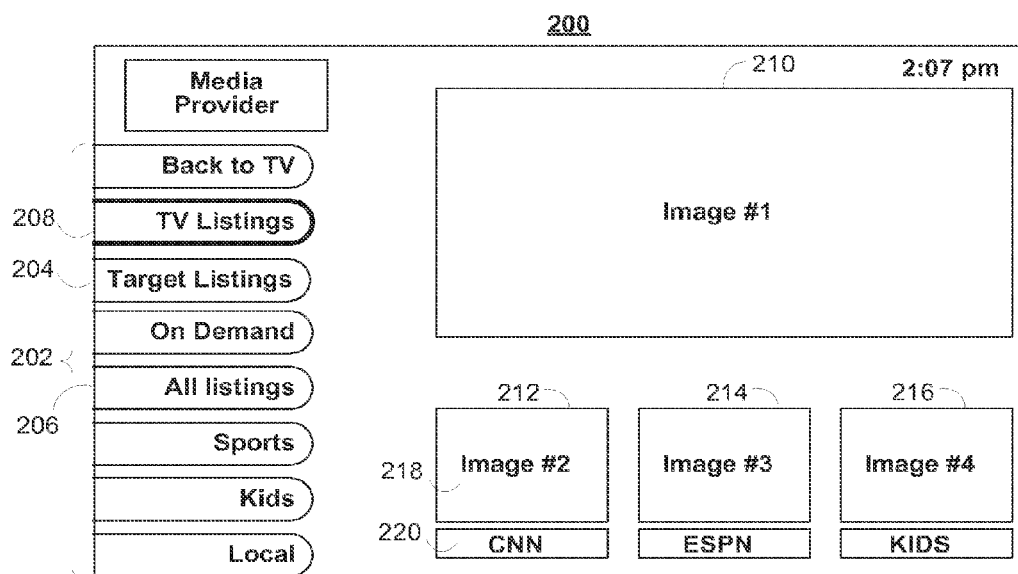 200
210
2:07 pm
Media
Provider
Back to TV
208
TV Listings
Image #1
204
Target Listings
On Demand
202
All listings
206
212
214
216
Sports
Image #2
Image #3
Image #4
218
Kids
220
CNN
ESPN
KIDS
Local